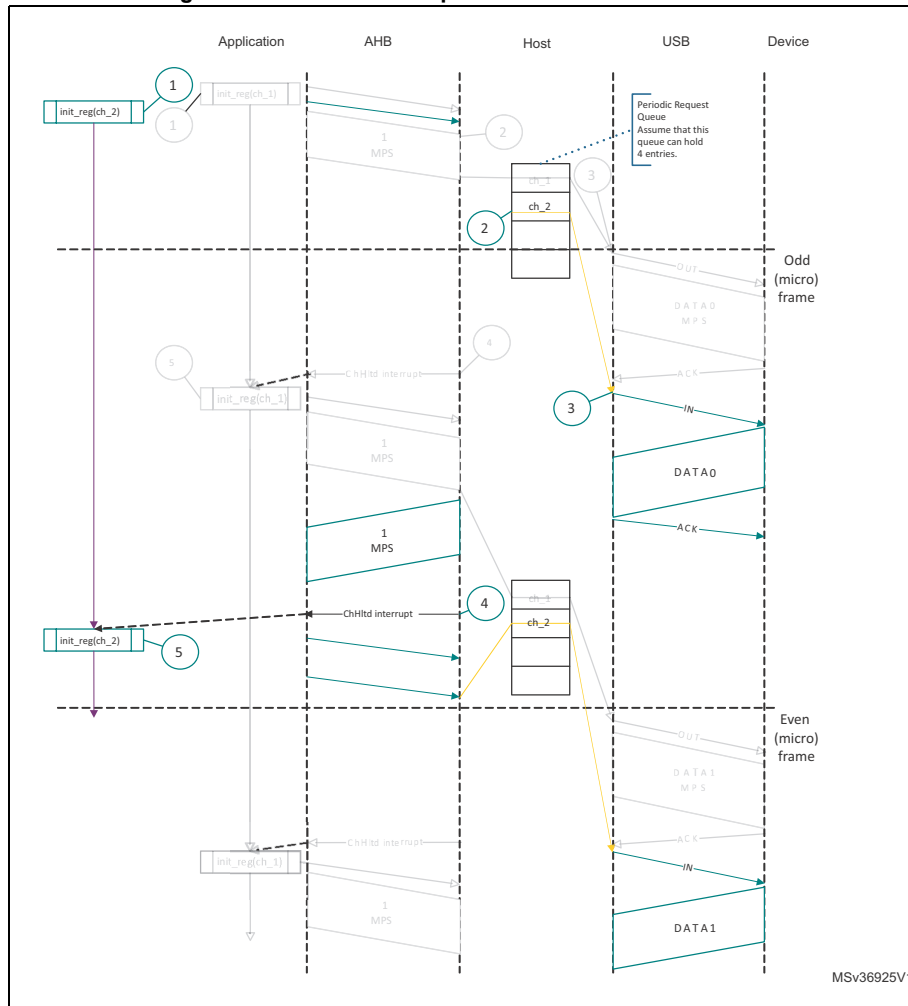 Application AHB Host USB Device
1
init_reg(ch_1)
init_reg(ch_2)
1
1
MPS
2
Periodic Request
Queue
Assume that this
queue can hold
4 entries.
3
ch_1
ch_2
2
Odd
(micro)
frame
OUT
DATA0
MPS
ACK
5
4
ChHltd interrupt
init_reg(ch_1)
3
IN
1
MPS
DATA0
ACK
1
MPS
ch_1
4
ChHltd interrupt
ch_2
init_reg(ch_2)
5
Even
(micro)
frame
OUT
DATA1
MPS
ACK
ChHltd interrupt
init_reg(ch_1)
IN
1
MPS
DATA1
MSv36925V1